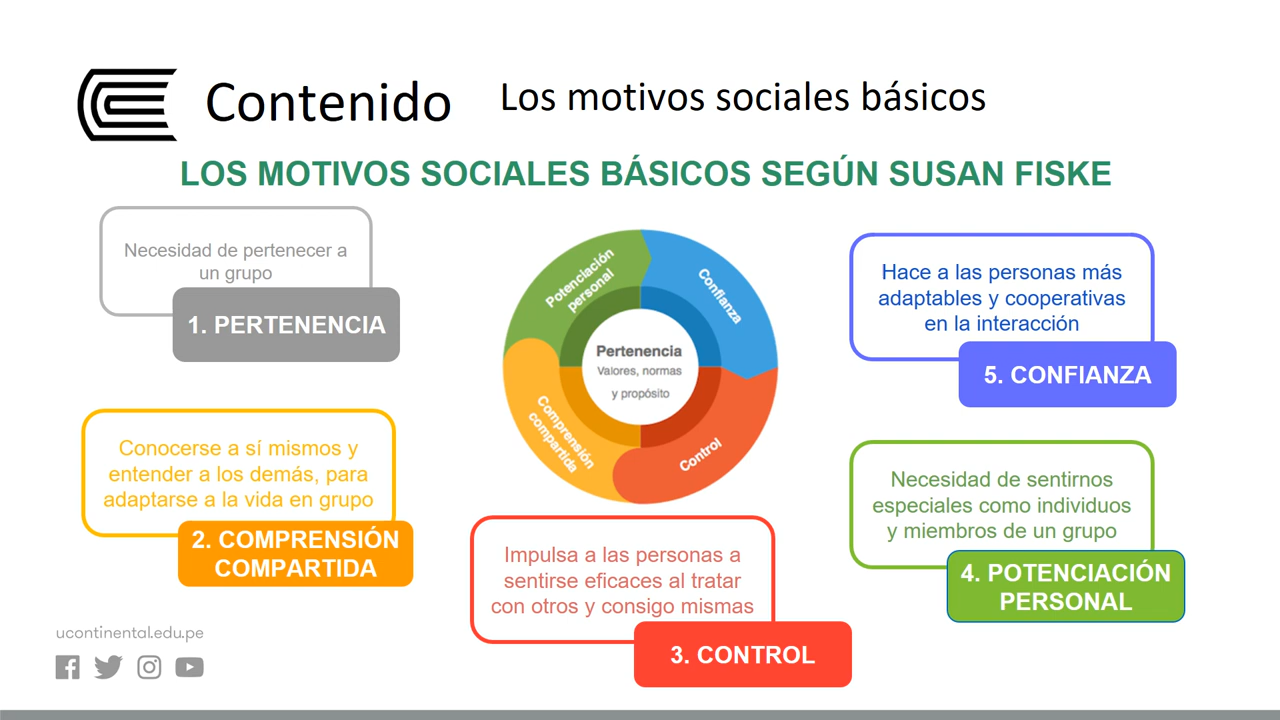 Contenido
Los motivos sociales básicos
LOS MOTIVOS SOCIALES BÁSICOS SEGÚN SUSAN FISKE
Necesidad de pertenecer a
un grupo
1. PERTENENCIA
Conocerse a sí mismos y
entender a los demás, para
adaptarse a la vida en grupo
2. COMPRENSIÓN
COMPARTIDA
Potenciación
personal
Confianza
Pertenencia
Valores, normas
y propósito
Comprensión
compartida
Control
Impulsa a las personas a
sentirse eficaces al tratar
con otros y consigo mismas
3. CONTROL
Hace a las personas más
adaptables y cooperativas
en la interacción
5. CONFIANZA
Necesidad de sentirnos
especiales como individuos
y miembros de un grupo
4. POTENCIACIÓN
PERSONAL
ucontinental.edu.pe